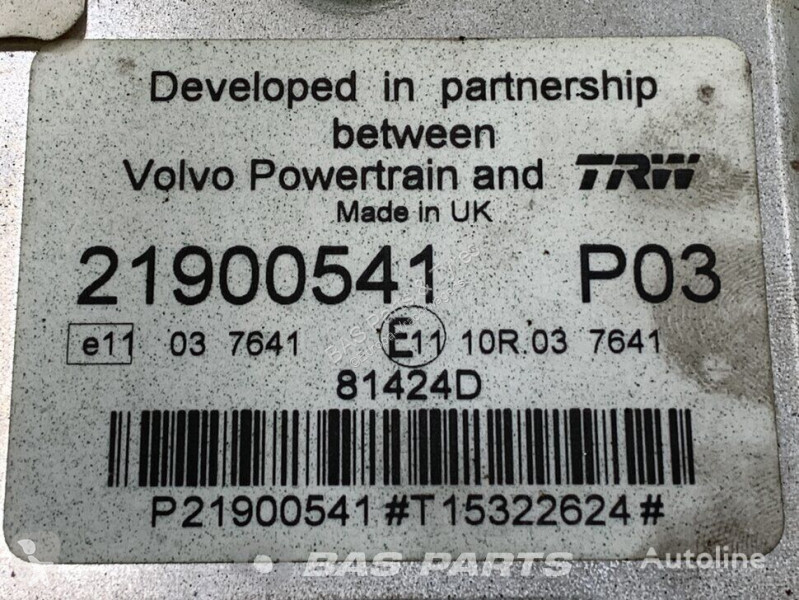 Developed in partnership
between
Volvo Powertrain and TRW
Made in UK
21900541 P03
e11 03 7641 E11 10R.03 7641
81424D
P21900541#T15322624#
BAS PARTS
Autoline